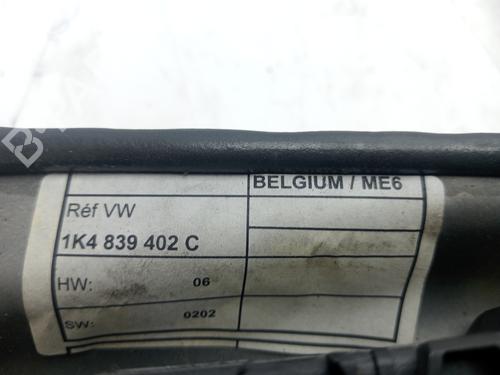 BELGIUM / ME6
Réf VW
1K4 839 402 C
HW: 06
SW: 0202